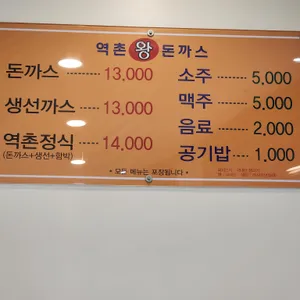 역촌 왕 돈까스
돈까스 ------ 13,000
생선까스 ---- 13,000
역촌정식 ---- 14,000
(돈까스+생선+함박)
소주 ---- 5,000
맥주 ---- 5,000
음료 ---- 2,000
공기밥 -- 1,000
• 모든 메뉴는 포장됩니다 •